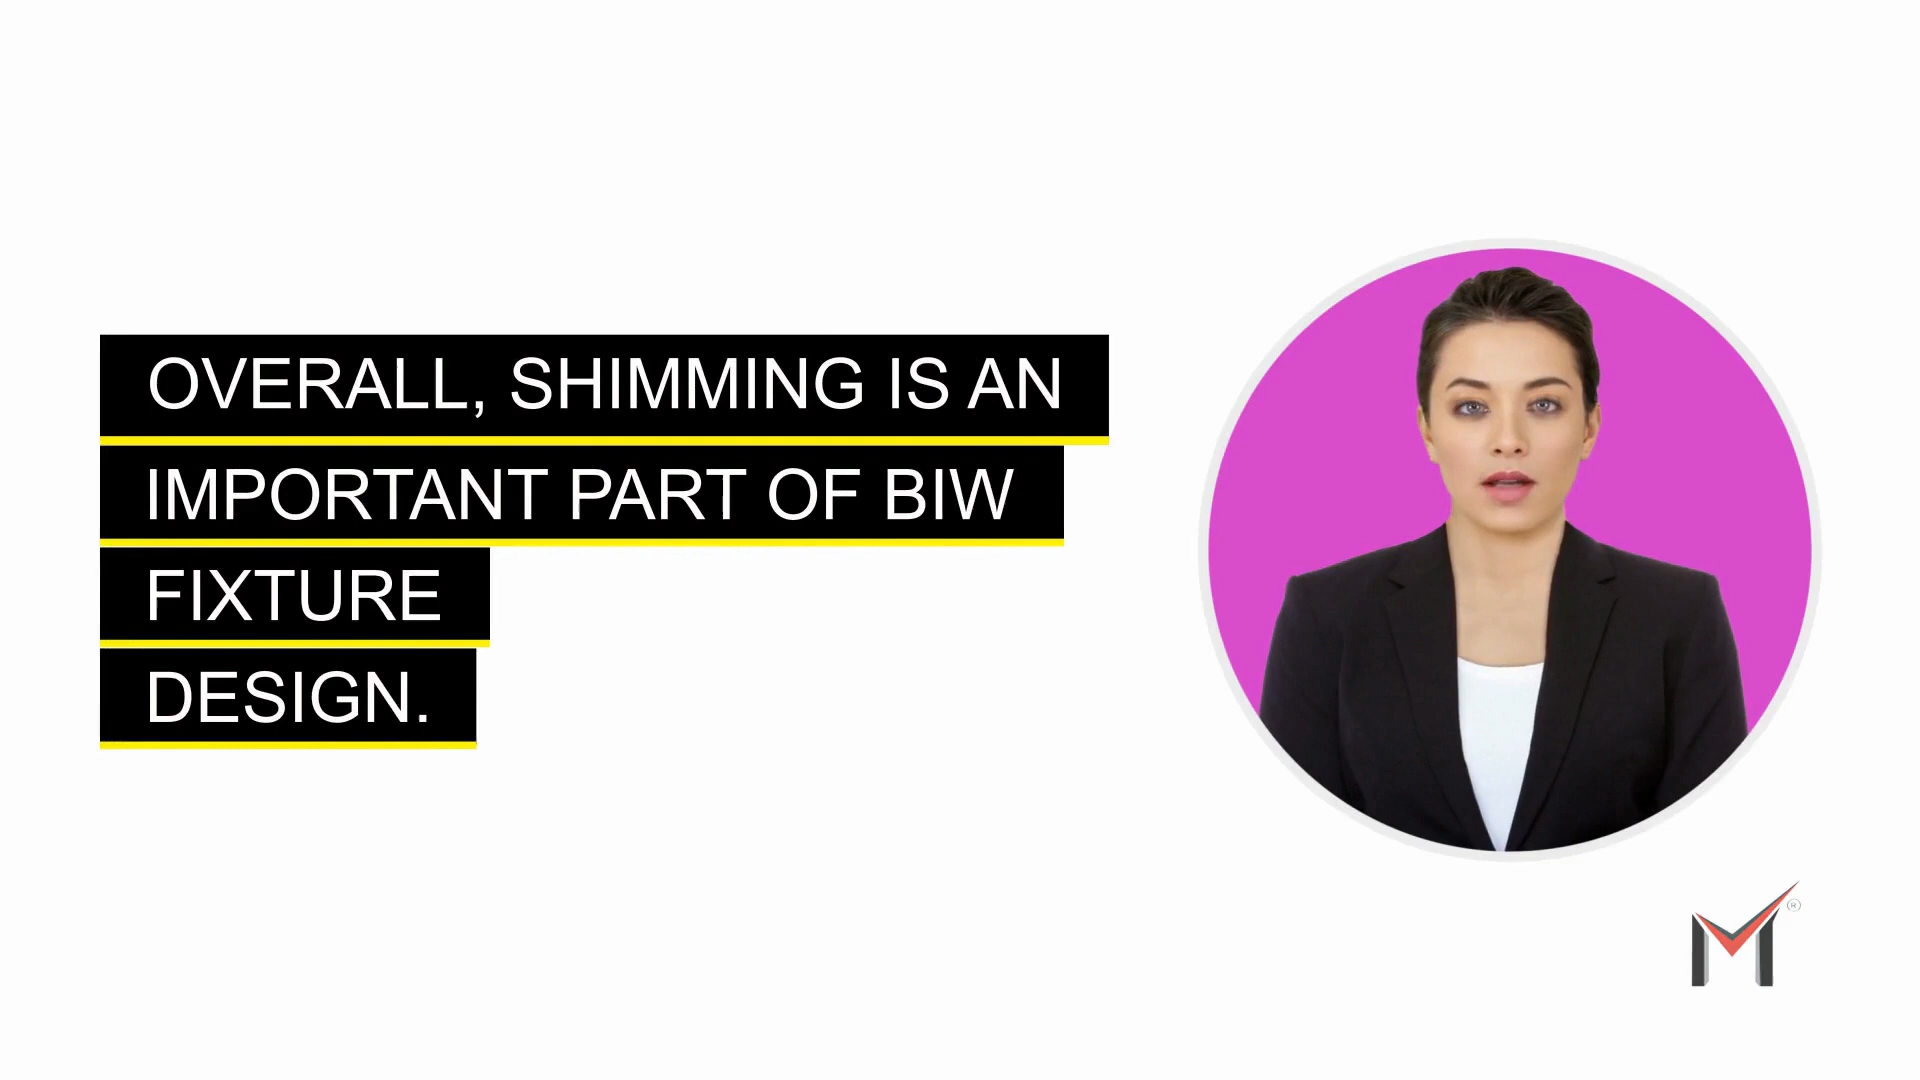 OVERALL, SHIMMING IS AN
IMPORTANT PART OF BIW
FIXTURE
DESIGN.
®